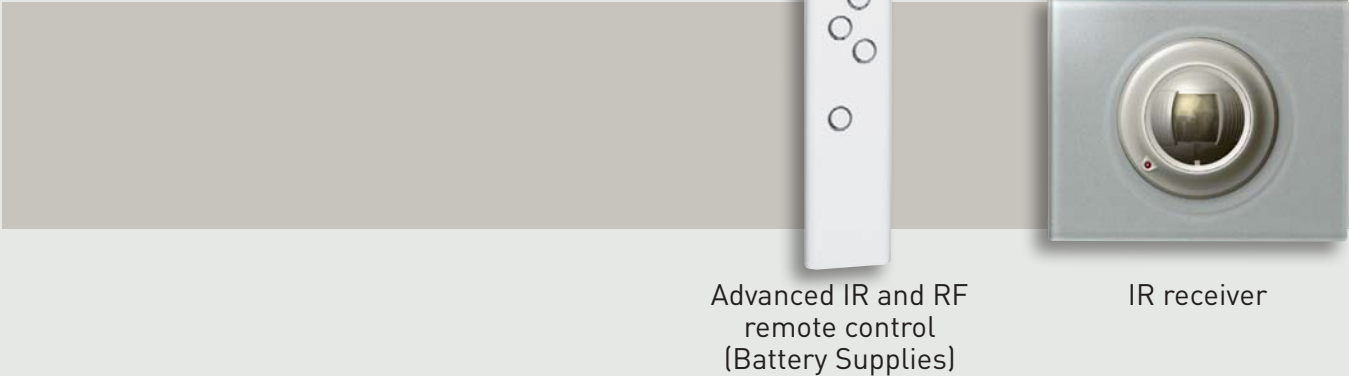 Advanced IR and RF
remote control
(Battery Supplies)
IR receiver